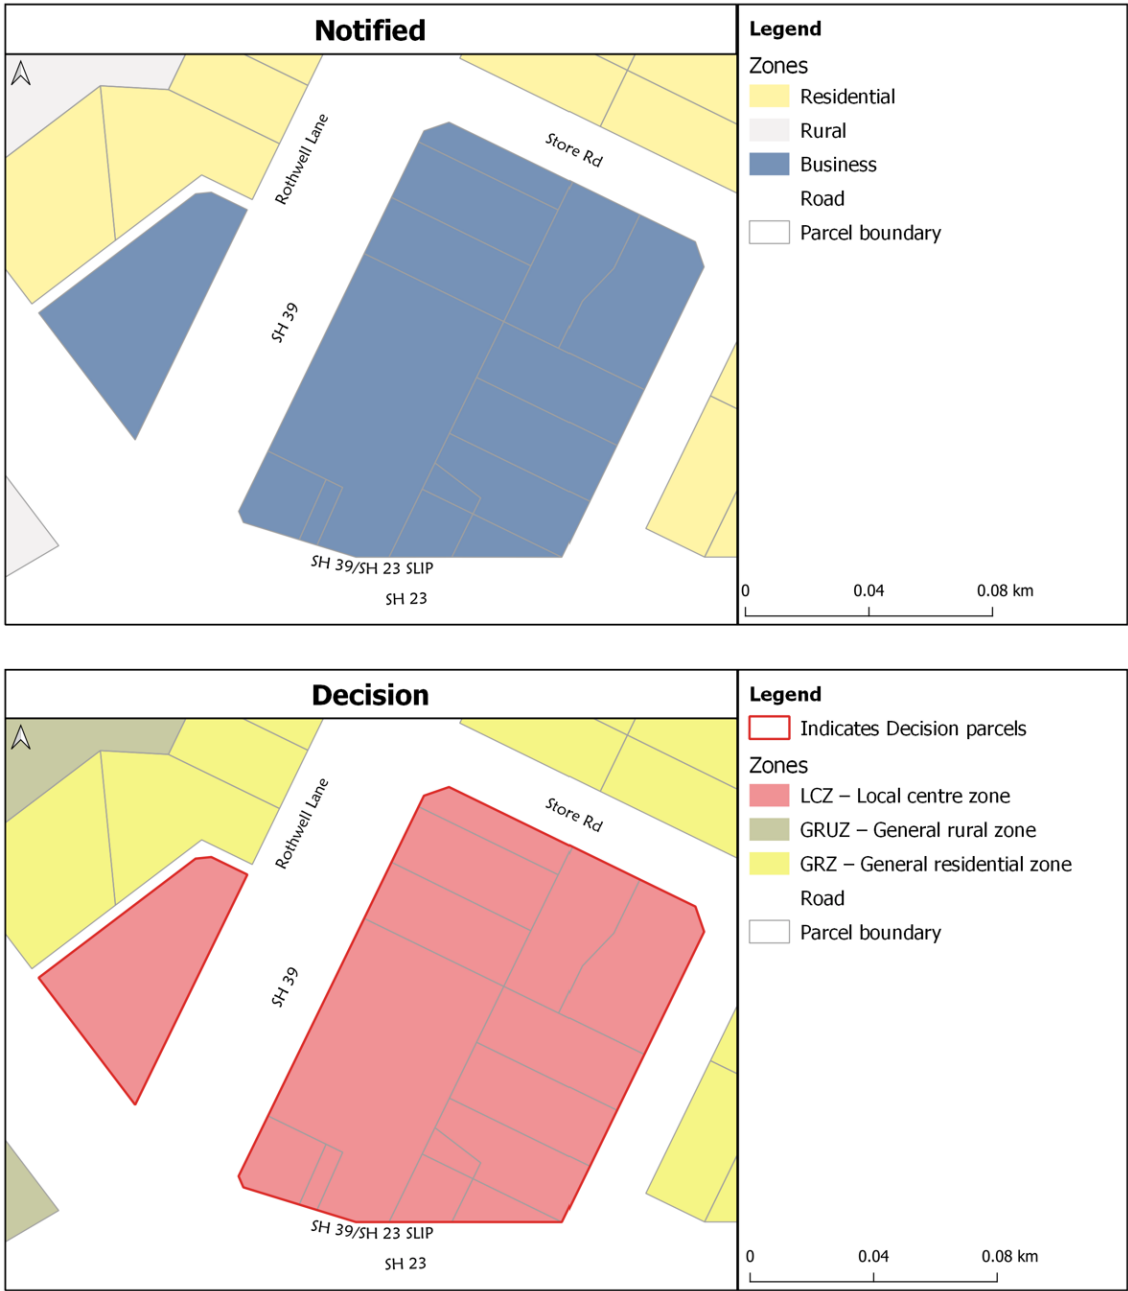 Notified
Legend
Zones
Residential
Rural
Business
Road
Parcel boundary
Rothwell Lane
Store Rd
SH 39
SH 39/SH 23 SLIP
SH 23
0 0.04 0.08 km
Decision
Legend
Indicates Decision parcels
Zones
LCZ – Local centre zone
GRUZ – General rural zone
GRZ – General residential zone
Road
Parcel boundary
Rothwell Lane
Store Rd
SH 39
SH 39/SH 23 SLIP
SH 23
0 0.04 0.08 km